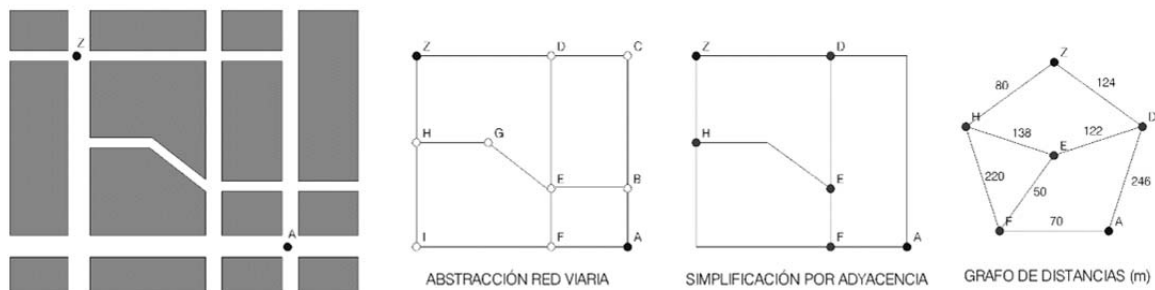 Z
A
Z
D
C
H
G
E
B
I
F
A
ABSTRACCIÓN RED VIARIA
Z
D
H
E
F
A
SIMPLIFICACIÓN POR ADYACENCIA
Z
80
124
H
D
138
122
E
220
50
246
F
70
A
GRAFO DE DISTANCIAS (m)